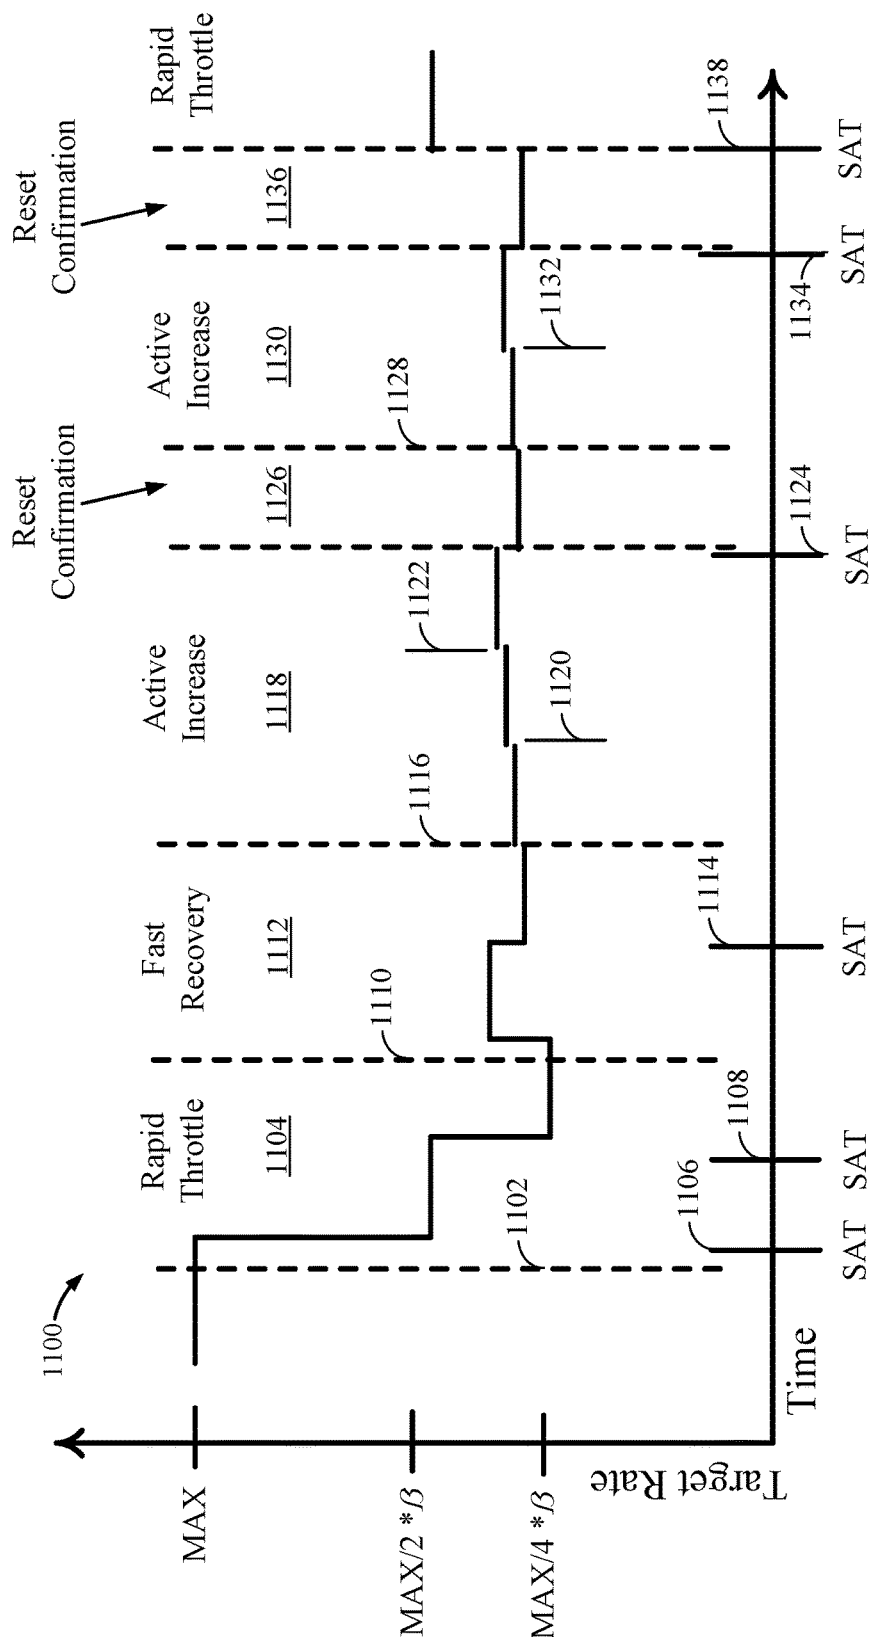 1100
Rapid
Throttle
1104
Fast
Recovery
1112
Active
Increase
1118
Reset
Confirmation
1126
Active
Increase
1130
Reset
Confirmation
1136
Rapid
Throttle
MAX
MAX/2 *β
MAX/4 *β
Target Rate
1102
1110
1116
1120
1122
1128
1132
1106
1108
1114
1124
1134
1138
SAT
SAT
SAT
SAT
SAT
SAT
Time